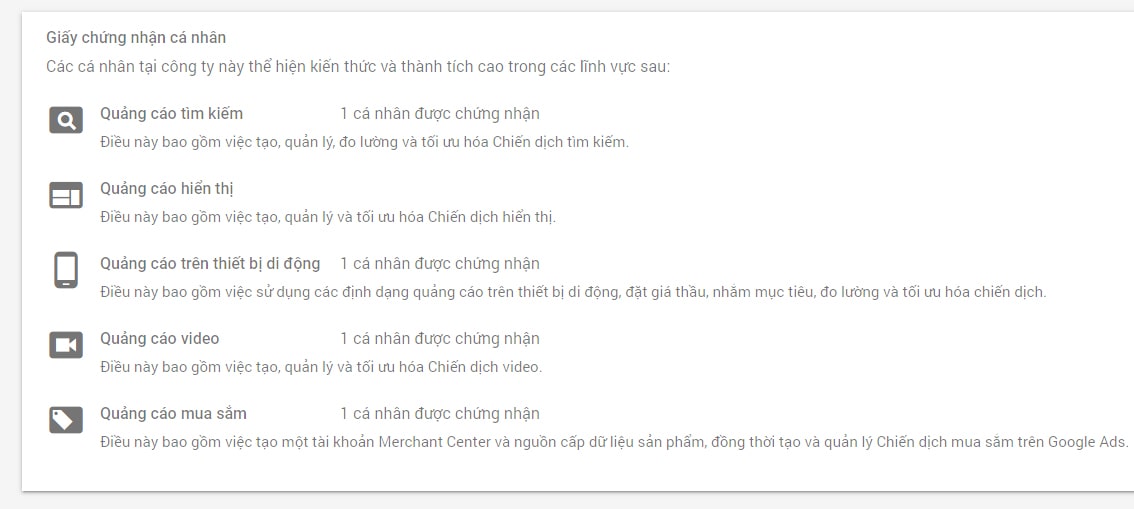 Giấy chứng nhận cá nhân
Các cá nhân tại công ty này thể hiện kiến thức và thành tích cao trong các lĩnh vực sau:
Quảng cáo tìm kiếm 1 cá nhân được chứng nhận
Điều này bao gồm việc tạo, quản lý, đo lường và tối ưu hóa Chiến dịch tìm kiếm.
Quảng cáo hiển thị
Điều này bao gồm việc tạo, quản lý và tối ưu hóa Chiến dịch hiển thị.
Quảng cáo trên thiết bị di động 1 cá nhân được chứng nhận
Điều này bao gồm việc sử dụng các định dạng quảng cáo trên thiết bị di động, đặt giá thầu, nhắm mục tiêu, đo lường và tối ưu hóa chiến dịch.
Quảng cáo video 1 cá nhân được chứng nhận
Điều này bao gồm việc tạo, quản lý và tối ưu hóa Chiến dịch video.
Quảng cáo mua sắm 1 cá nhân được chứng nhận
Điều này bao gồm việc tạo một tài khoản Merchant Center và nguồn cấp dữ liệu sản phẩm, đồng thời tạo và quản lý Chiến dịch mua sắm trên Google Ads.